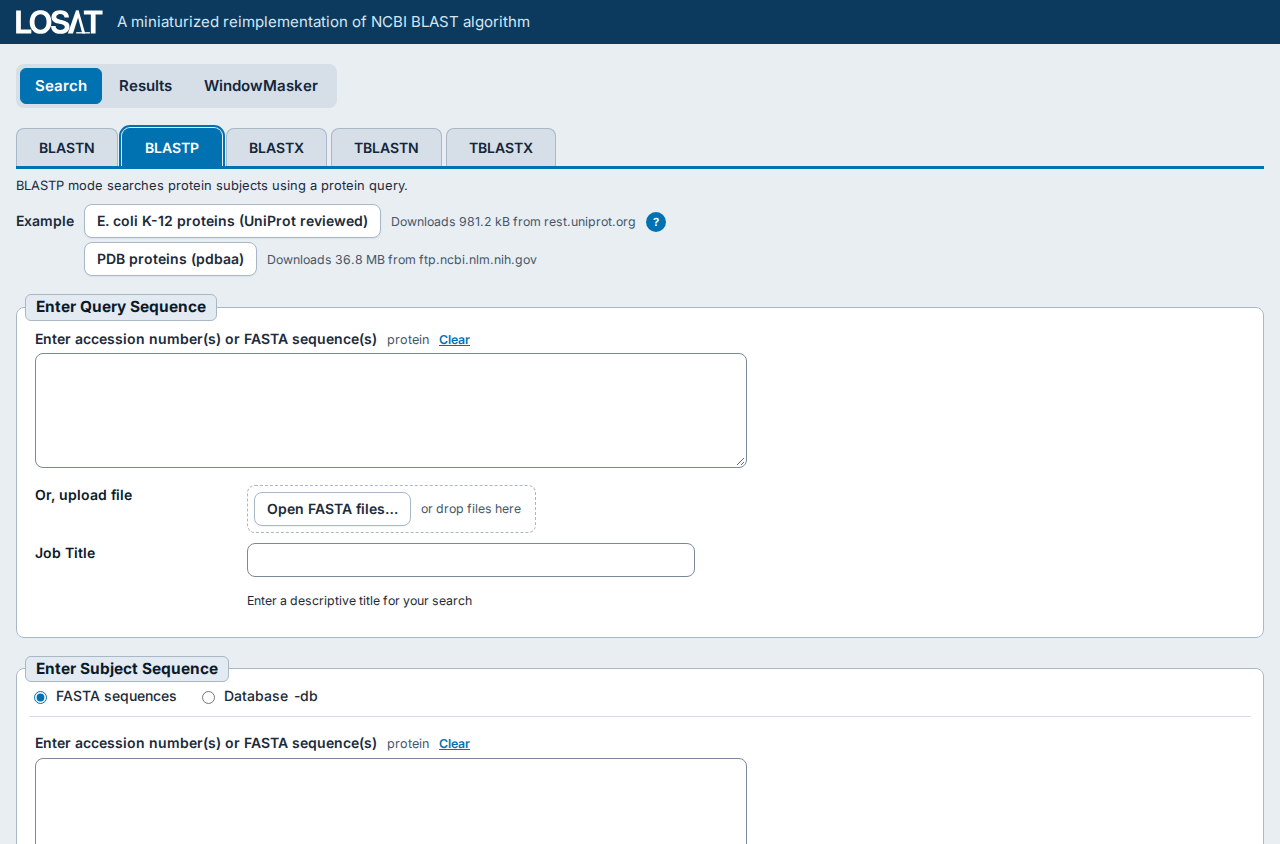 LOSAT A miniaturized reimplementation of NCBI BLAST algorithm
Search Results WindowMasker
BLASTN BLASTP BLASTX TBLASTN TBLASTX
BLASTP mode searches protein subjects using a protein query.
Example E. coli K-12 proteins (UniProt reviewed) Downloads 981.2 kB from rest.uniprot.org ?
PDB proteins (pdbaa) Downloads 36.8 MB from ftp.ncbi.nlm.nih.gov
Enter Query Sequence
Enter accession number(s) or FASTA sequence(s) protein Clear
Or, upload file Open FASTA files... or drop files here
Job Title
Enter a descriptive title for your search
Enter Subject Sequence
FASTA sequences Database -db
Enter accession number(s) or FASTA sequence(s) protein Clear